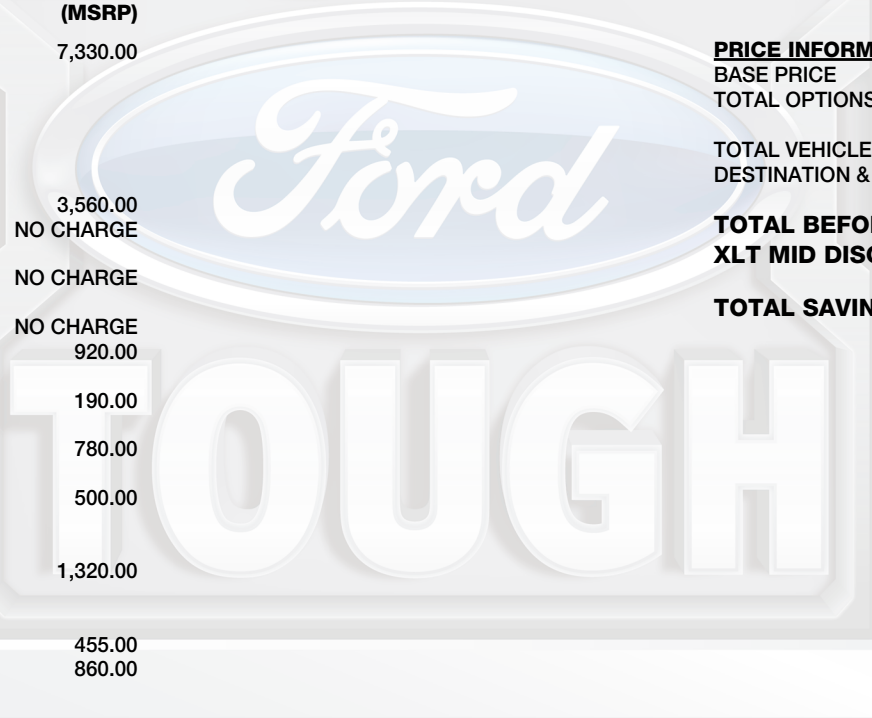 (MSRP)
7,330.00
3,560.00
NO CHARGE
NO CHARGE
NO CHARGE
920.00
190.00
780.00
500.00
1,320.00
455.00
860.00
PRICE INFORM
BASE PRICE
TOTAL OPTIONS
TOTAL VEHICLE
DESTINATION &
TOTAL BEFO
XLT MID DISC
TOTAL SAVIN
Ford
TOUGH